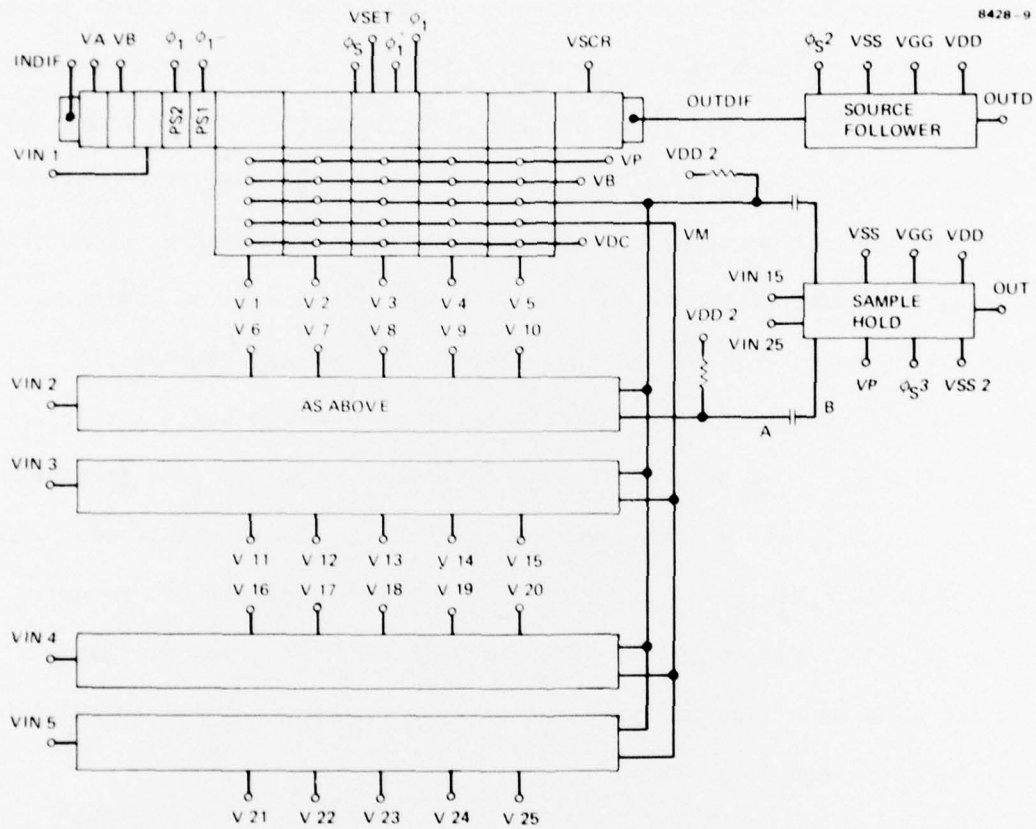 8428-9
VSET
VA VB ϕ1 ϕ1- ϕS ϕ1' ϕ1 VSCR ϕS2 VSS VGG VDD
INDIF
PS2 PS1
OUTDIF
SOURCE FOLLOWER
OUTD
VIN 1
VP
VDD 2
VB
VM
VDC
VSS VGG VDD
VIN 15
SAMPLE HOLD
OUT
VIN 25
V 1 V 2 V 3 V 4 V 5
V 6 V 7 V 8 V 9 V 10
VDD 2
VP ϕS3 VSS 2
VIN 2
AS ABOVE
A
B
VIN 3
V 11 V 12 V 13 V 14 V 15
V 16 V 17 V 18 V 19 V 20
VIN 4
VIN 5
V 21 V 22 V 23 V 24 V 25